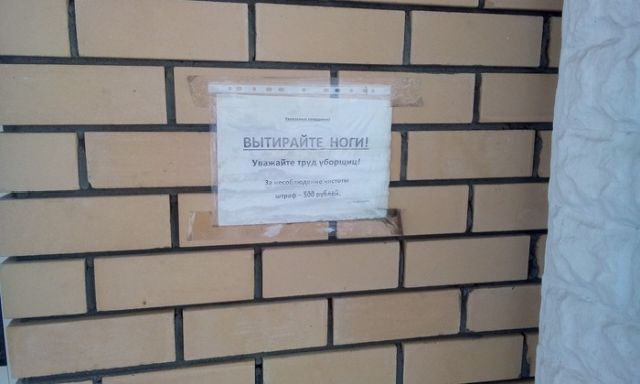 ВЫТИРАЙТЕ НОГИ!
Уважайте труд уборщиц!
За несоблюдение чистоты
штраф – 500 рублей.